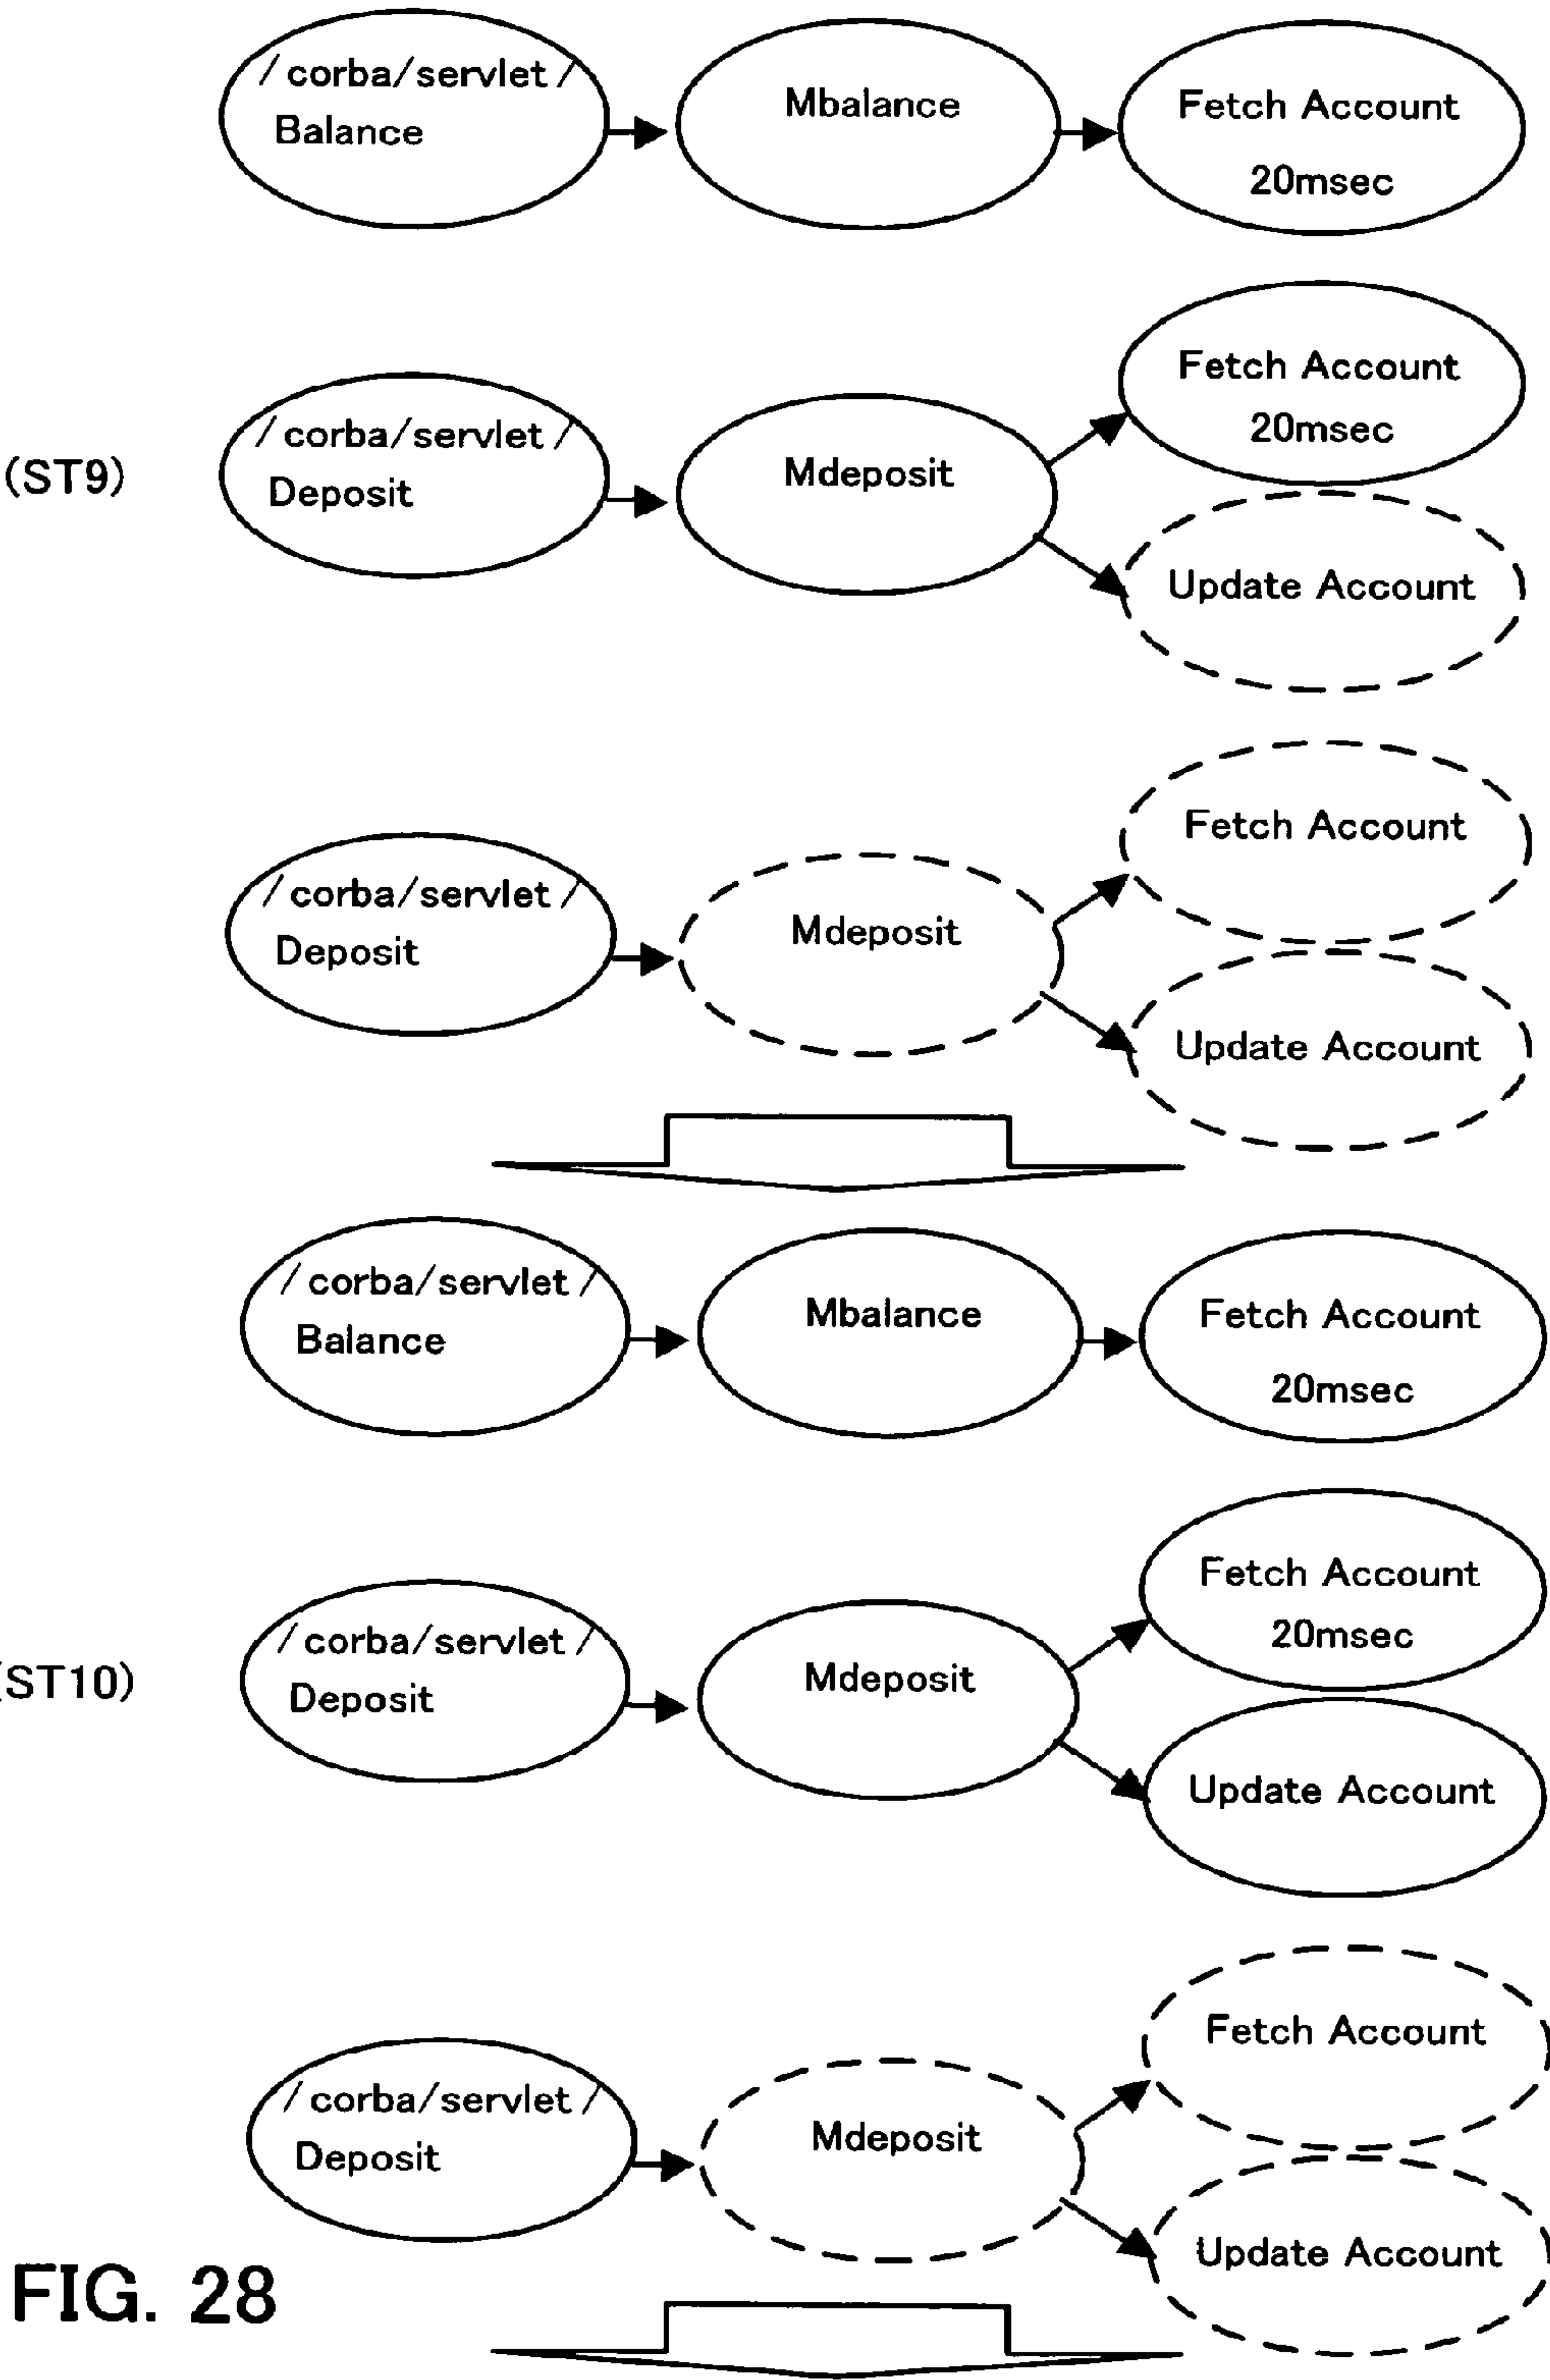 / corba/servlet /
Balance
Mbalance
Fetch Account
20msec
(ST9)
/ corba/servlet /
Deposit
Mdeposit
Fetch Account
20msec
Update Account
/ corba/servlet /
Deposit
Mdeposit
Fetch Account
Update Account
/ corba/servlet /
Balance
Mbalance
Fetch Account
20msec
(ST10)
/ corba/servlet /
Deposit
Mdeposit
Fetch Account
20msec
Update Account
/ corba/servlet /
Deposit
Mdeposit
Fetch Account
Update Account
FIG. 28